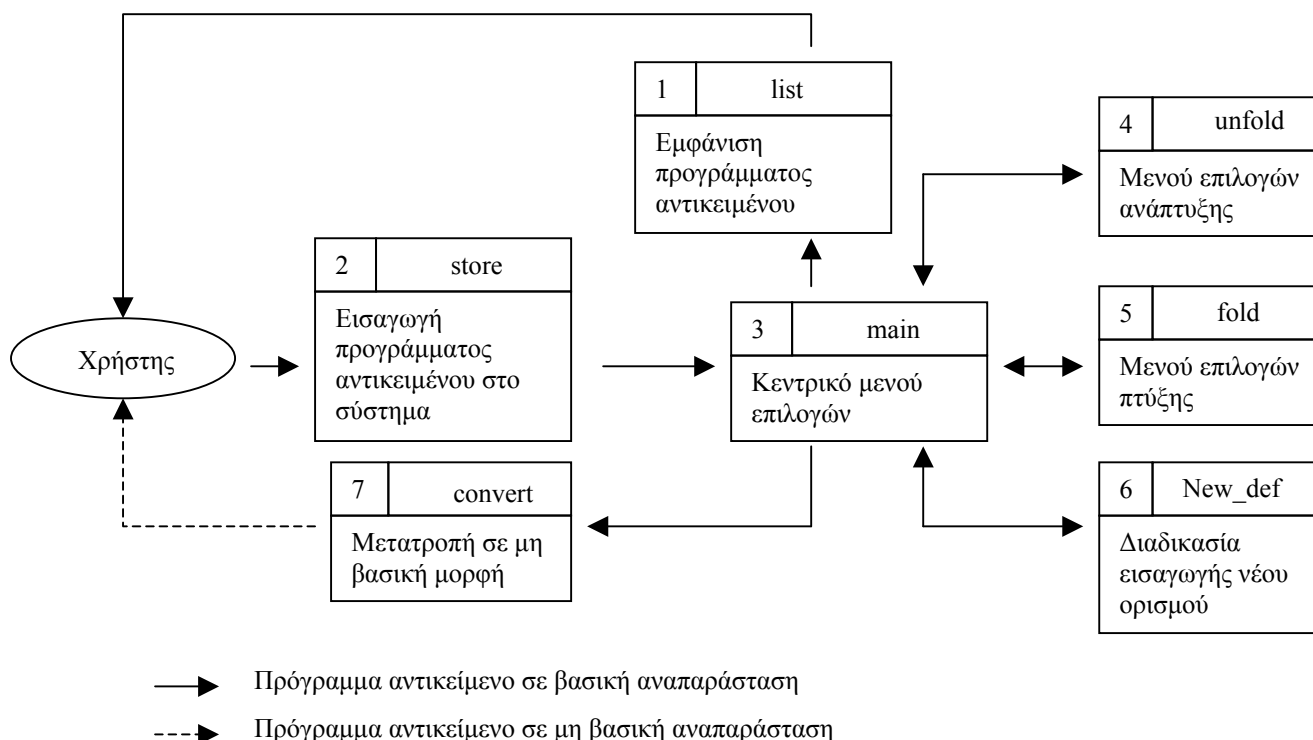 1 list
Εμφάνιση
προγράμματος
αντικειμένου
4 unfold
Μενού επιλογών
ανάπτυξης
2 store
Εισαγωγή
προγράμματος
αντικειμένου στο
σύστημα
Χρήστης
3 main
Κεντρικό μενού
επιλογών
5 fold
Μενού επιλογών
πτύξης
7 convert
Μετατροπή σε μη
βασική μορφή
6 New_def
Διαδικασία
εισαγωγής νέου
ορισμού
Πρόγραμμα αντικείμενο σε βασική αναπαράσταση
Πρόγραμμα αντικείμενο σε μη βασική αναπαράσταση